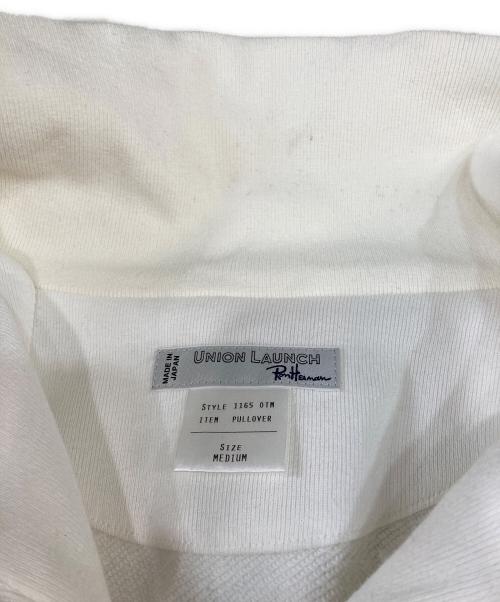 MADE IN
JAPAN
UNION LAUNCH
Ron Herman
STYLE 1165 OTM
ITEM PULLOVER
SIZE
MEDIUM